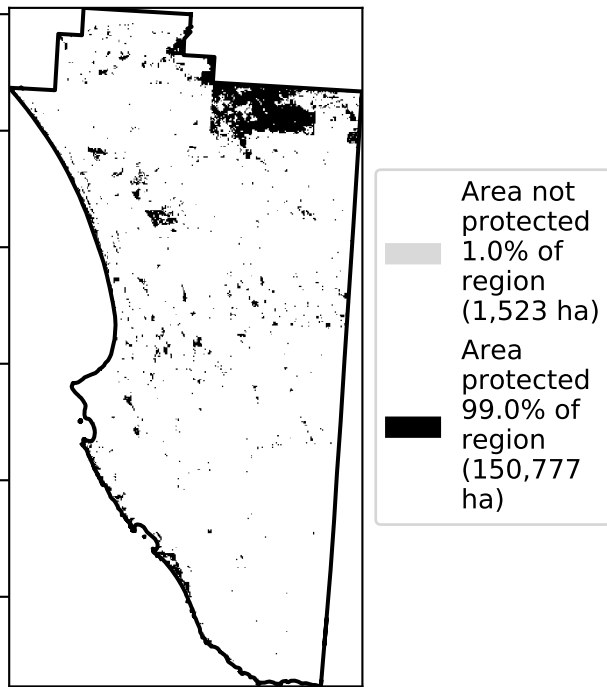 Area not
protected
1.0% of
region
(1,523 ha)
Area
protected
99.0% of
region
(150,777
ha)